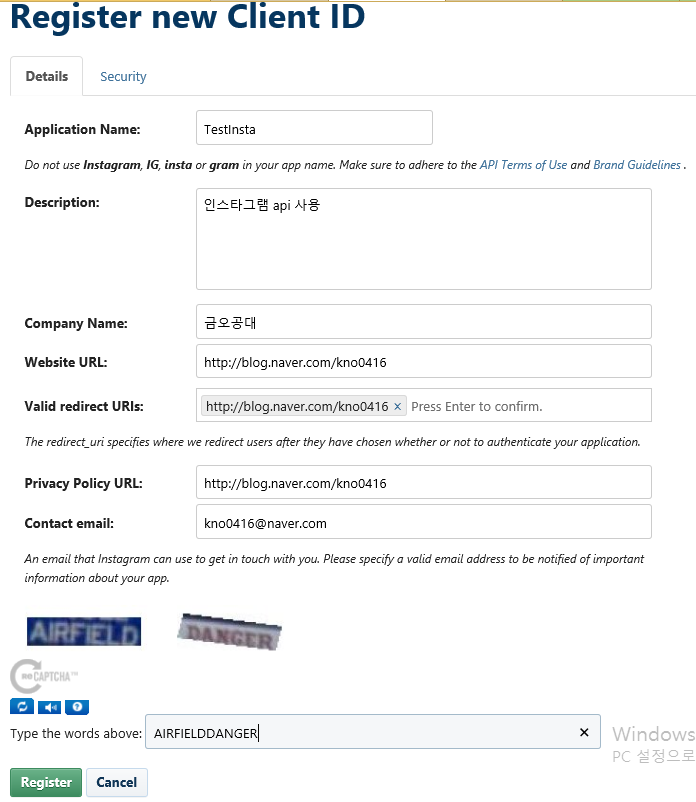 Register new Client ID
Details Security
Application Name: TestInsta
Do not use Instagram, IG, insta or gram in your app name. Make sure to adhere to the API Terms of Use and Brand Guidelines .
Description: 인스타그램 api 사용
Company Name: 금오공대
Website URL: http://blog.naver.com/kno0416
Valid redirect URIs: http://blog.naver.com/kno0416 × Press Enter to confirm.
The redirect_uri specifies where we redirect users after they have chosen whether or not to authenticate your application.
Privacy Policy URL: http://blog.naver.com/kno0416
Contact email: kno0416@naver.com
An email that Instagram can use to get in touch with you. Please specify a valid email address to be notified of important
information about your app.
AIRFIELD DANGER
reCAPTCHA™
Type the words above: AIRFIELDDANGER ×
Windows
PC 설정으로
Register Cancel